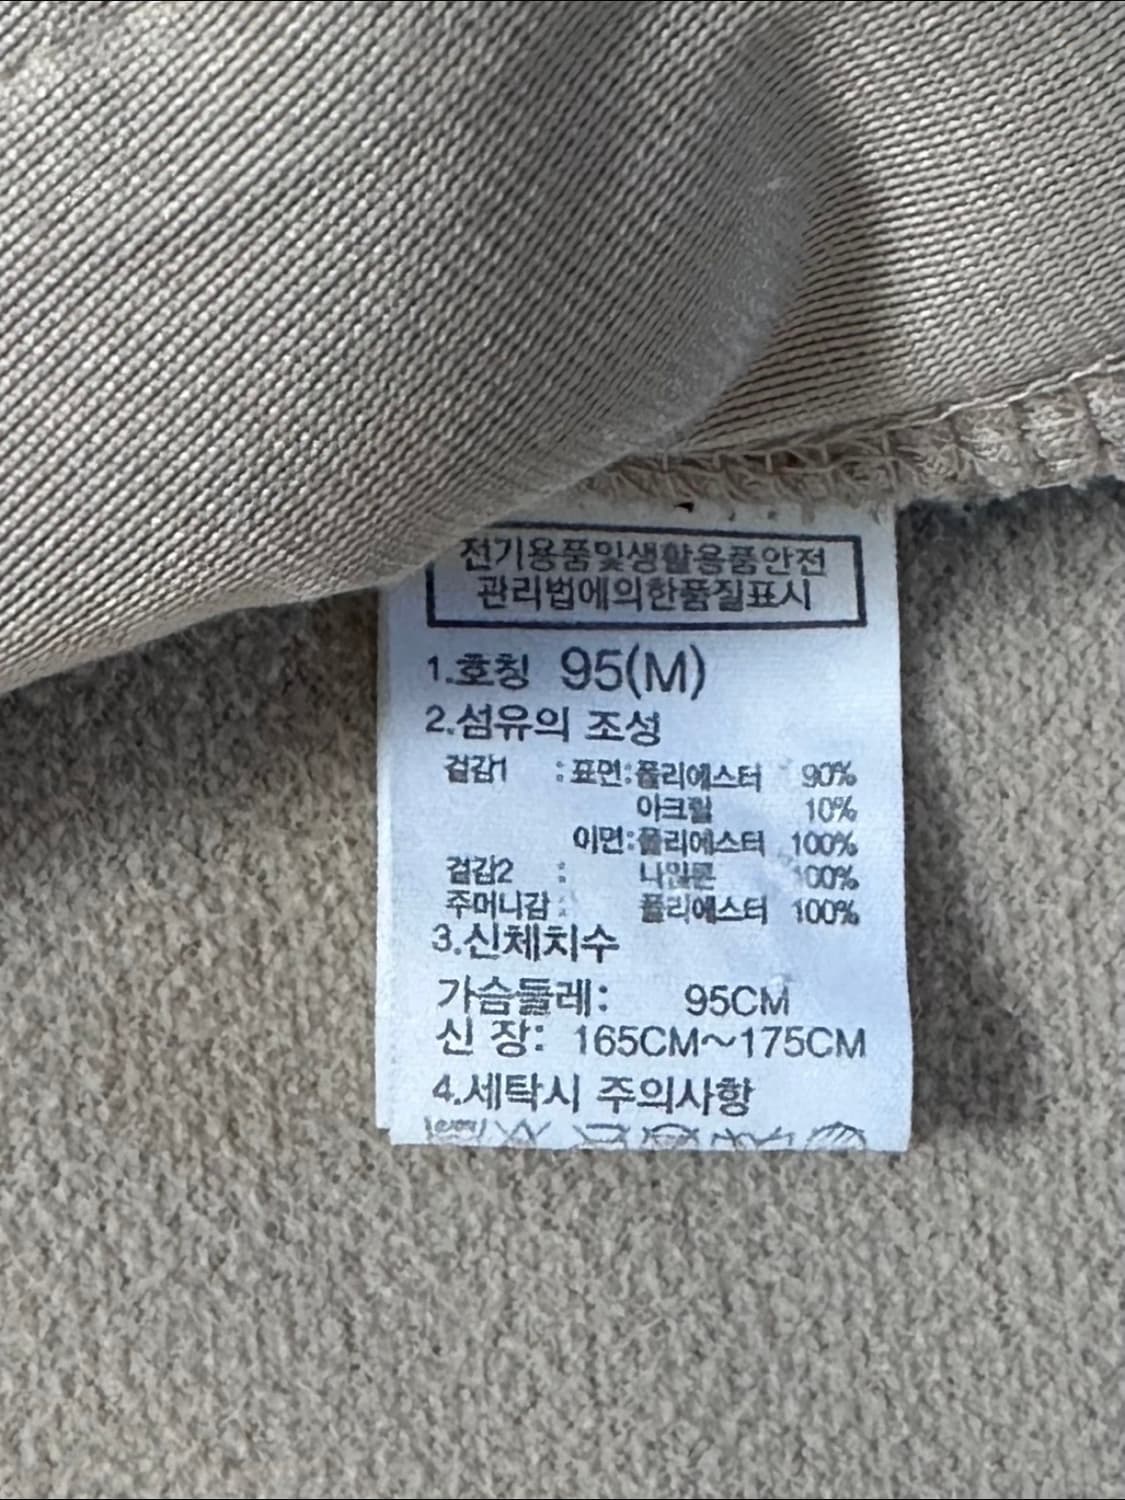 전기용품및생활용품안전
관리법에의한품질표시
1.호칭 95(M)
2.섬유의 조성
겉감1 : 표면:폴리에스터 90%
아크릴 10%
이면:폴리에스터 100%
겉감2 : 나일론 100%
주머니감 : 폴리에스터 100%
3.신체치수
가슴둘레: 95CM
신 장: 165CM~175CM
4.세탁시 주의사항